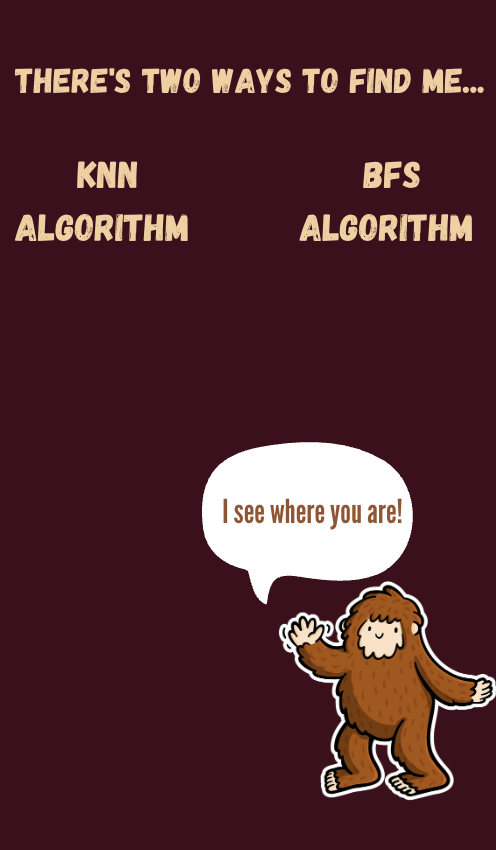 THERE'S TWO WAYS TO FIND ME...
KNN
ALGORITHM
BFS
ALGORITHM
I see where you are!